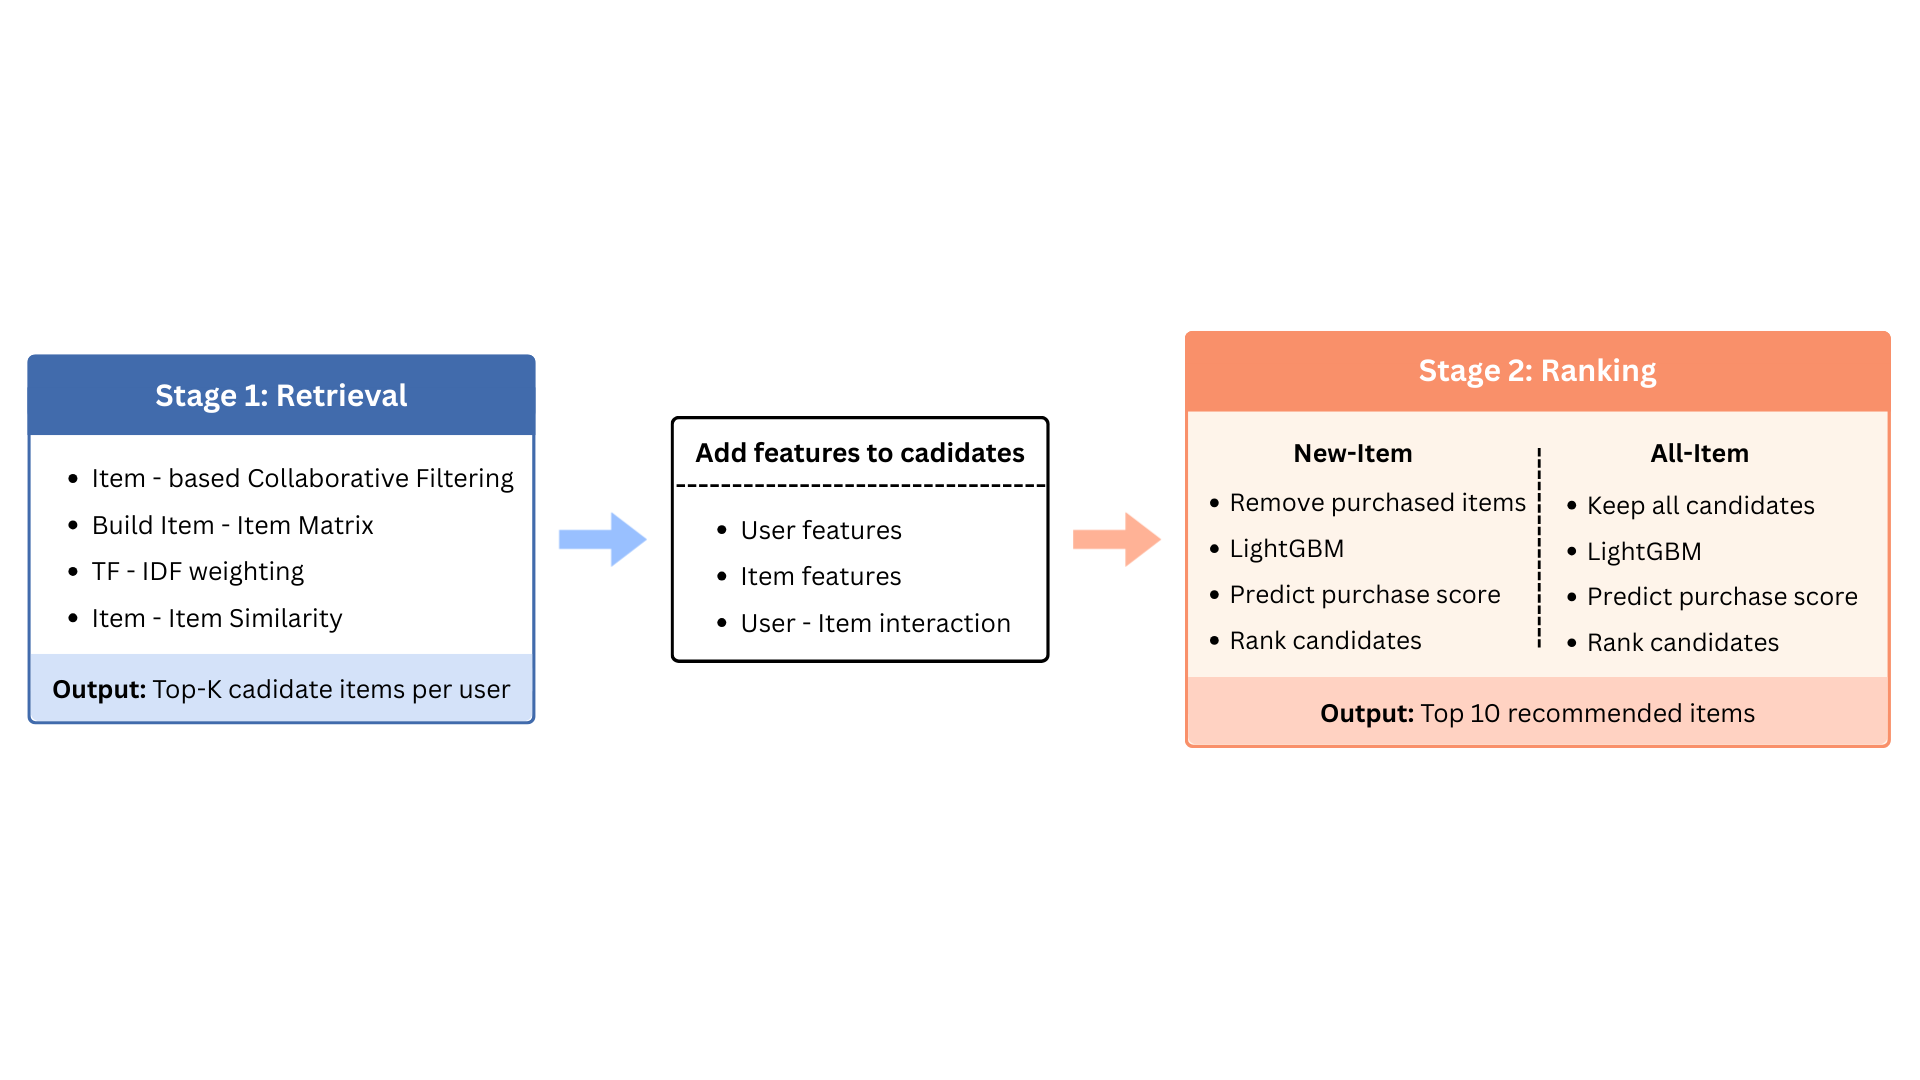 Stage 1: Retrieval
• Item - based Collaborative Filtering
• Build Item - Item Matrix
• TF - IDF weighting
• Item - Item Similarity
Output: Top-K cadidate items per user
Add features to cadidates
• User features
• Item features
• User - Item interaction
Stage 2: Ranking
New-Item
• Remove purchased items
• LightGBM
• Predict purchase score
• Rank candidates
All-Item
• Keep all candidates
• LightGBM
• Predict purchase score
• Rank candidates
Output: Top 10 recommended items